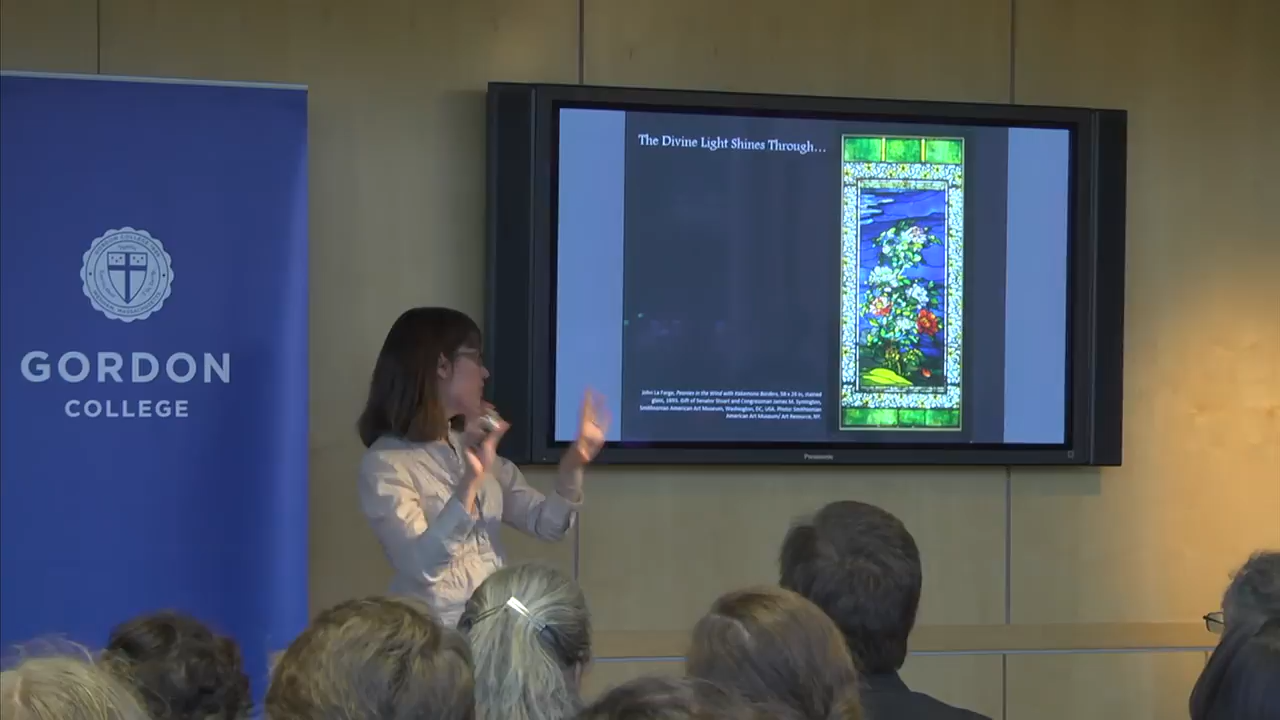 GORDON
COLLEGE
The Divine Light Shines Through...
John La Farge, Peonies in the Wind with Kakemono Borders, 56 x 26 in, stained
glass, 1893. Gift of Senator Stuart and Congressman James W. Symington,
Smithsonian American Art Museum, Washington, DC, USA. Photo: Smithsonian
American Art Museum/ Art Resource, NY.
Panasonic